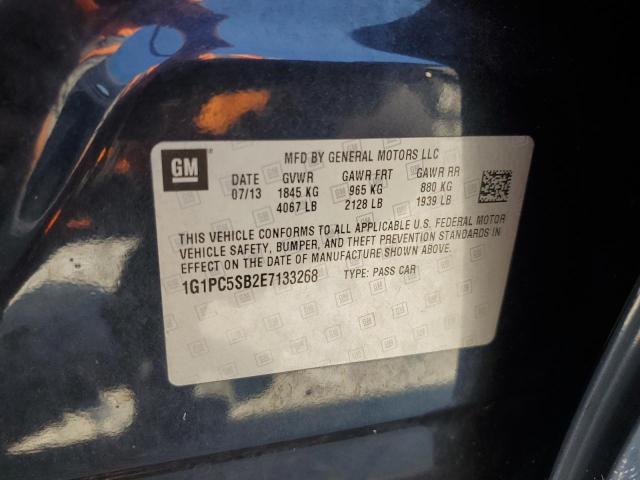 GM
MFD BY GENERAL MOTORS LLC
DATE GVWR GAWR FRT GAWR RR
07/13 1845 KG 965 KG 880 KG
4067 LB 2128 LB 1939 LB
THIS VEHICLE CONFORMS TO ALL APPLICABLE U.S. FEDERAL MOTOR
VEHICLE SAFETY, BUMPER, AND THEFT PREVENTION STANDARDS IN
EFFECT ON THE DATE OF MANUFACTURE SHOWN ABOVE.
1G1PC5SB2E7133268 TYPE: PASS CAR